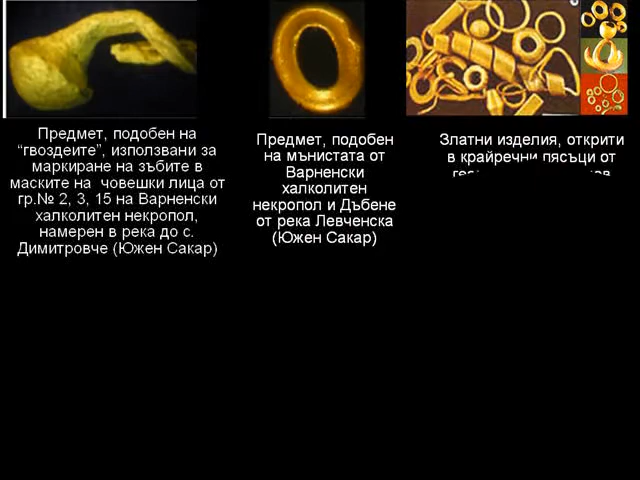 Предмет, подобен на
“гвоздеите”, използвани за
маркиране на зъбите в
маските на човешки лица от
гр.№ 2, 3, 15 на Варненски
халколитен некропол,
намерен в река до с.
Димитровче (Южен Сакар)
Предмет, подобен
на мънистата от
Варненски
халколитен
некропол и Дъбене
от река Левченска
(Южен Сакар)
Златни изделия, открити
в крайречни пясъци от